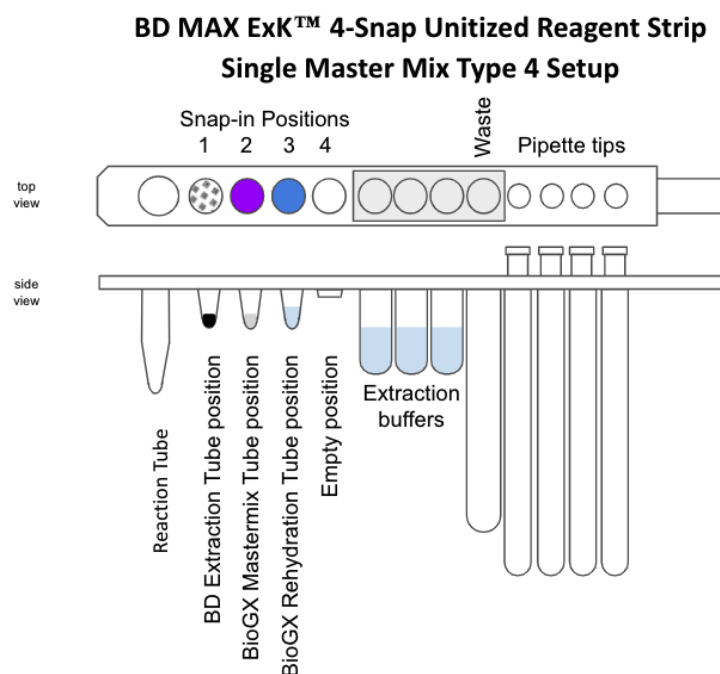 BD MAX ExK™ 4-Snap Unitized Reagent Strip
Single Master Mix Type 4 Setup
Snap-in Positions
1 2 3 4
Waste
Pipette tips
top
view
side
view
Reaction Tube
BD Extraction Tube position
BioGX Mastermix Tube position
BioGX Rehydration Tube position
Empty position
Extraction
buffers